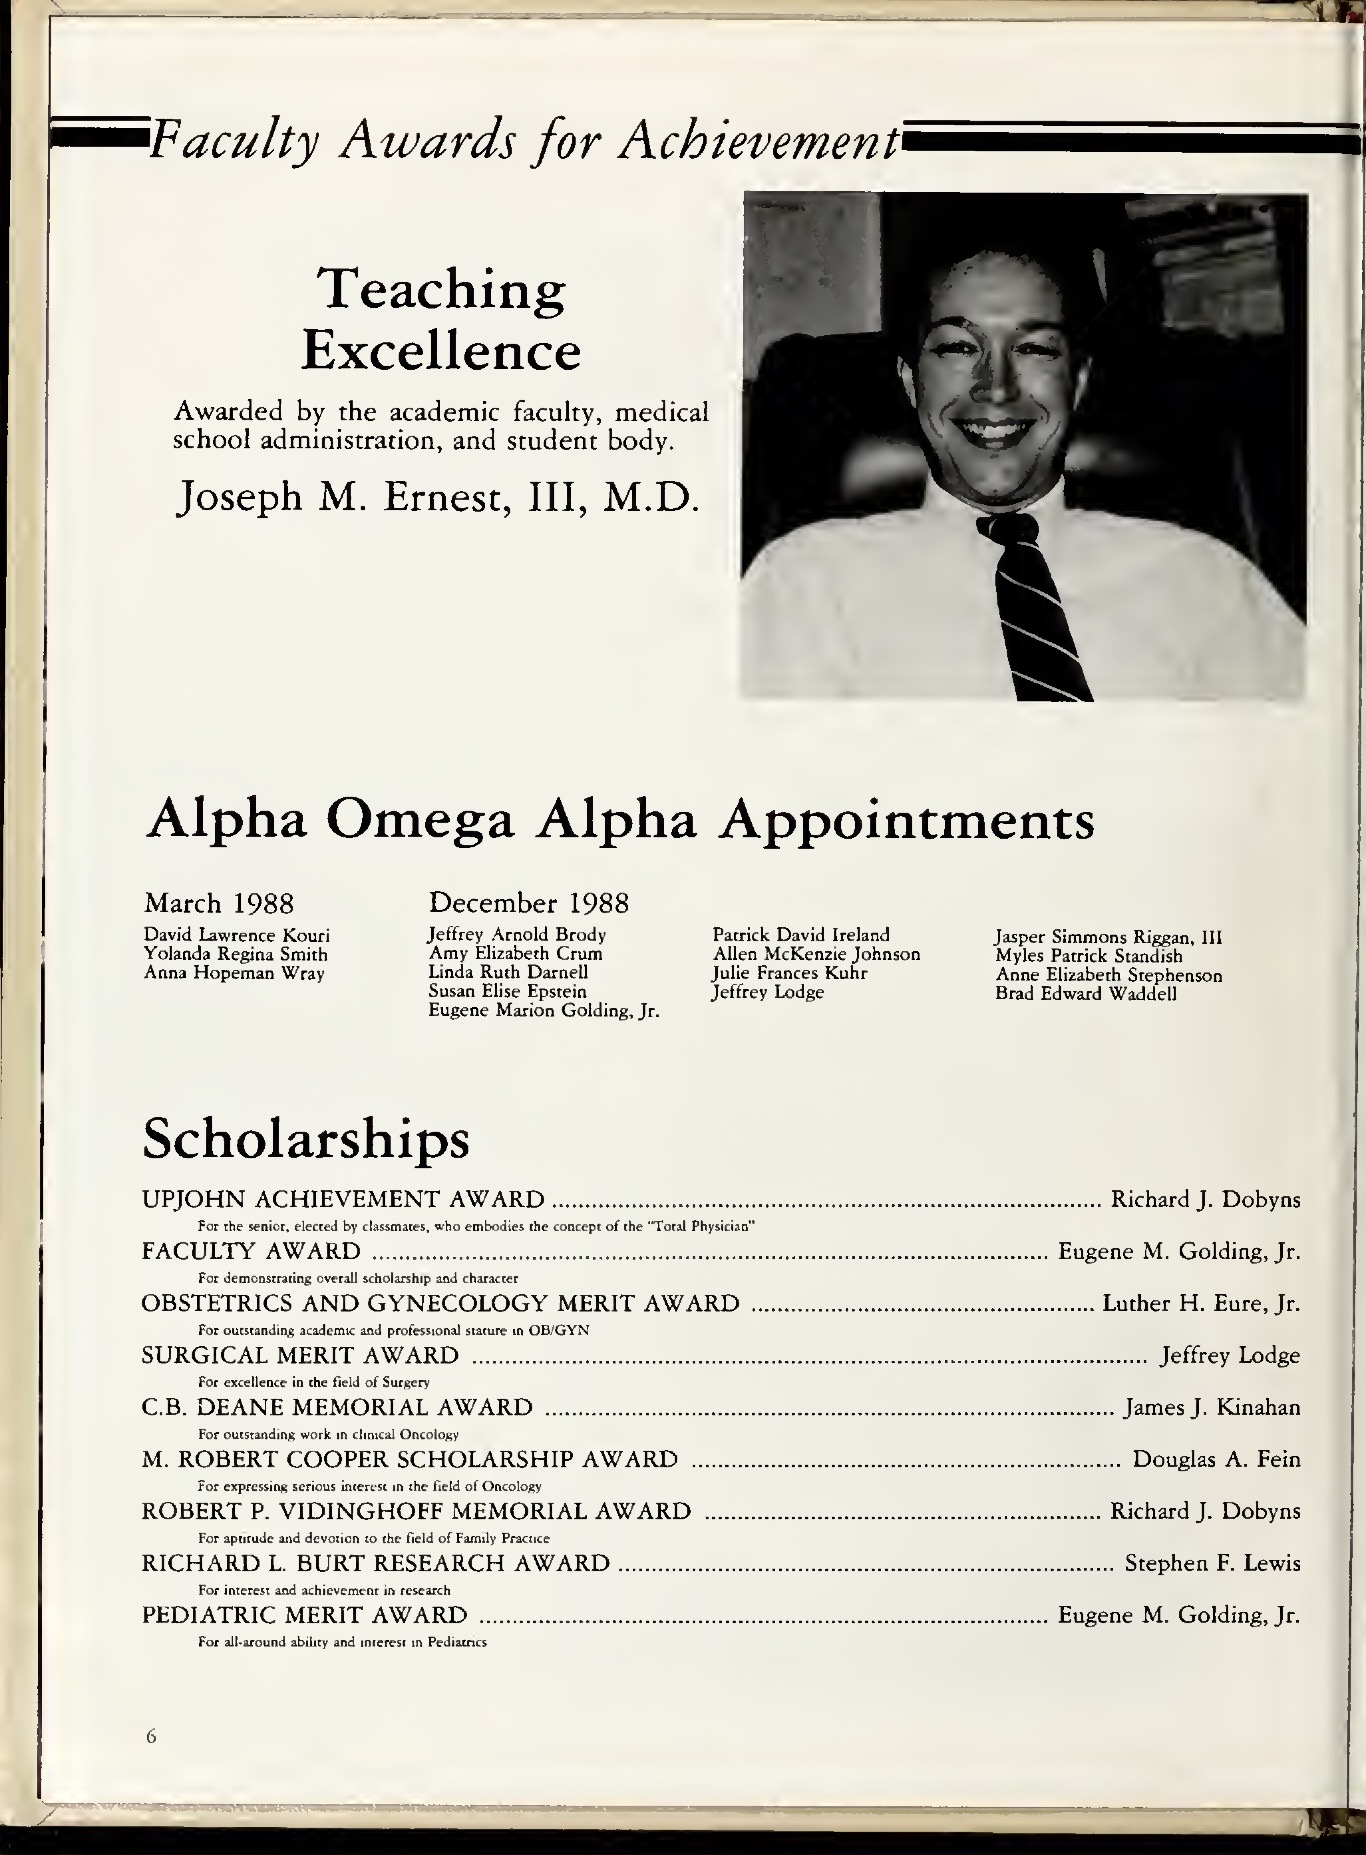 Faculty Awards for Achievement
Teaching
Excellence
Awarded by the academic faculty, medical
school administration, and student body.
Joseph M. Ernest, III, M.D.
Alpha Omega Alpha Appointments
March 1988
David Lawrence Kouri
Yolanda Regina Smith
Anna Hopeman Wray
December 1988
Jeffrey Arnold Brody
Amy Elizabeth Crum
Linda Ruth Darnell
Susan Elise Epstein
Eugene Marion Golding, Jr.
Patrick David Ireland
Allen McKenzie Johnson
Julie Frances Kuhr
Jeffrey Lodge
Jasper Simmons Riggan, III
Myles Patrick Standish
Anne Elizabeth Stephenson
Brad Edward Waddell
Scholarships
UPJOHN ACHIEVEMENT AWARD ........ Richard J. Dobyns
For the senior, elected by classmates, who embodies the concept of the "Total Physician"
FACULTY AWARD ........ Eugene M. Golding, Jr.
For demonstrating overall scholarship and character
OBSTETRICS AND GYNECOLOGY MERIT AWARD ........ Luther H. Eure, Jr.
For outstanding academic and professional stature in OB/GYN
SURGICAL MERIT AWARD ........ Jeffrey Lodge
For excellence in the field of Surgery
C.B. DEANE MEMORIAL AWARD ........ James J. Kinahan
For outstanding work in clinical Oncology
M. ROBERT COOPER SCHOLARSHIP AWARD ........ Douglas A. Fein
For expressing serious interest in the field of Oncology
ROBERT P. VIDINGHOFF MEMORIAL AWARD ........ Richard J. Dobyns
For aptitude and devotion to the field of Family Practice
RICHARD L. BURT RESEARCH AWARD ........ Stephen F. Lewis
For interest and achievement in research
PEDIATRIC MERIT AWARD ........ Eugene M. Golding, Jr.
For all-around ability and interest in Pediatrics
6